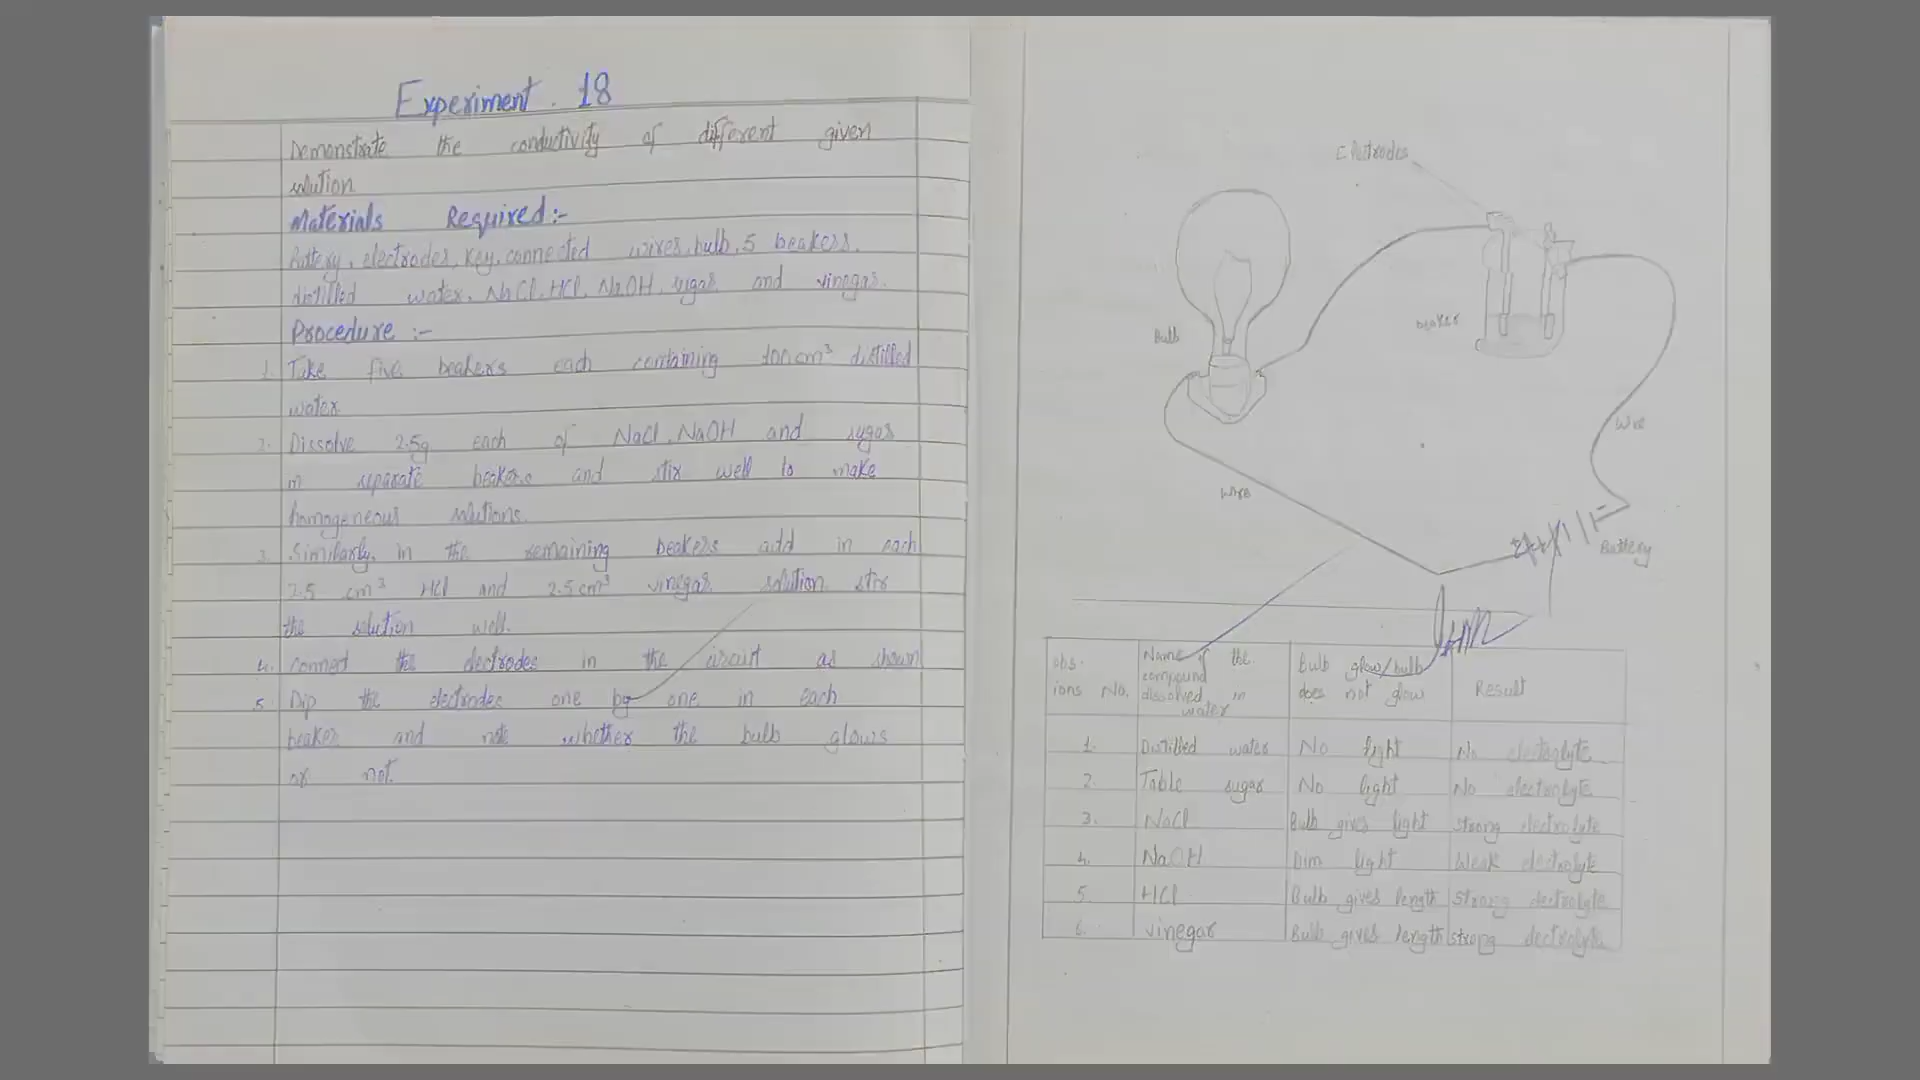 Experiment. 18
Demonstrate the conductivity of different given
solution
Materials Required:-
Battery, electrodes, key, connected wires, bulb, 5 beakers.
distilled water, NaCl, HCl, NaOH, sugar and vinegar.
Procedure :-
1. Take five beakers each containing 100 cm³ distilled
water
2. Dissolve 2.5g each of NaCl, NaOH and sugar
in separate beakers and stir well to make
homogeneous solutions.
3. Similarly, in the remaining beakers add in each
2.5 cm³ HCl and 2.5 cm³ vinegar solution. stir
the solution well.
4. connect the electrodes in the circuit as shown
5. Dip the electrodes one by one in each
beaker and note whether the bulb glows
or not.
Electrodes
Bulb
beaker
wire
wire
Battery
obs. ions No. | Name of the compound dissolved in water | Bulb glow/bulb does not glow | Result
1. Distilled water No light No electrolyte
2. Table sugar No light No electrolyte
3. NaCl Bulb gives light strong electrolyte
4. NaOH Dim light Weak electrolyte
5. HCl Bulb gives length strong electrolyte
6. vinegar Bulb gives length strong electrolyte